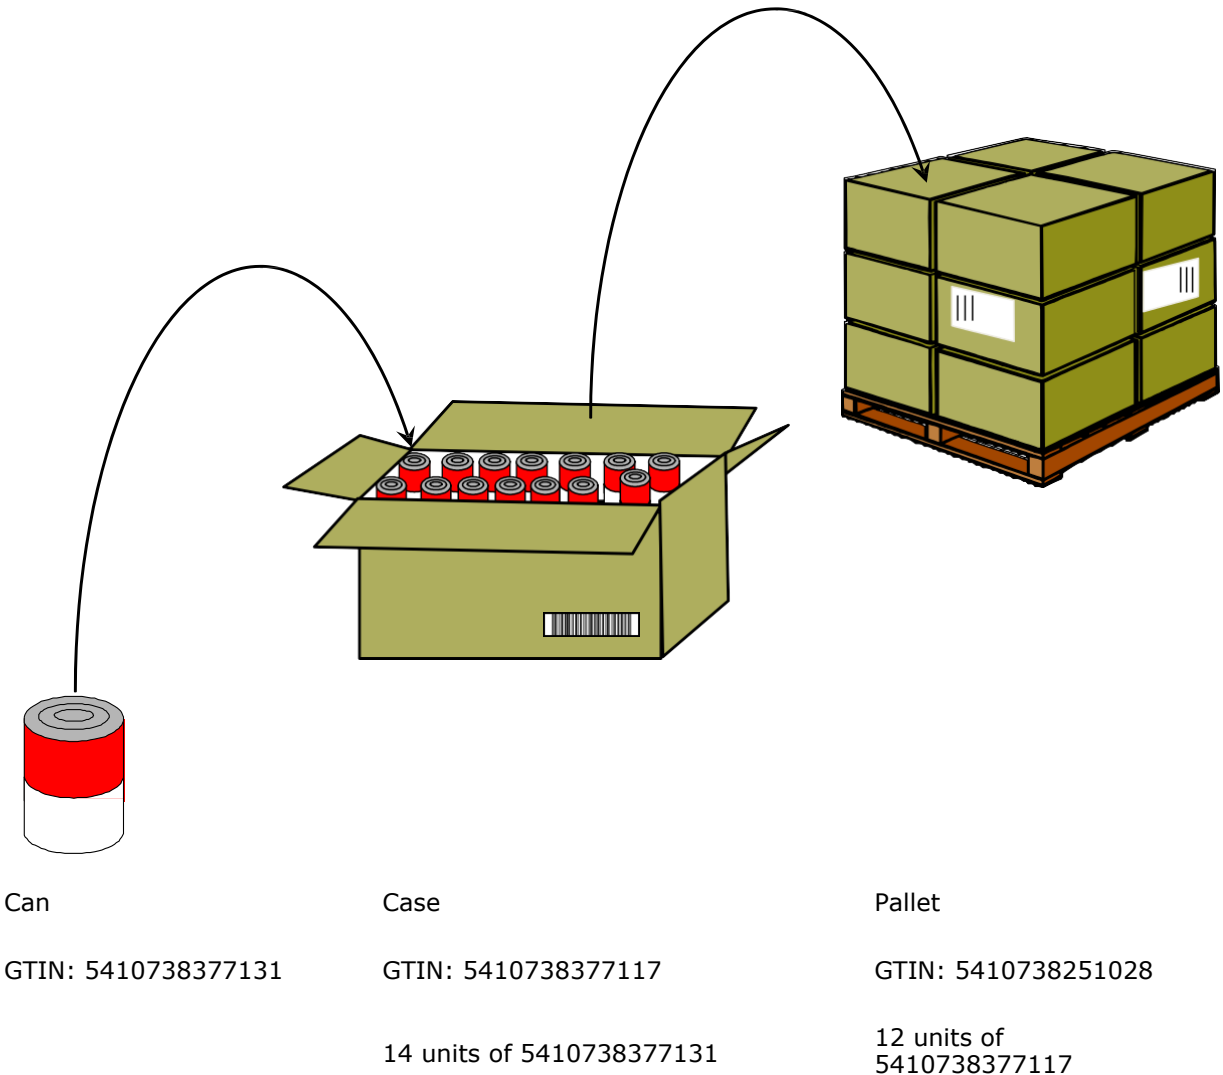 Can
GTIN: 5410738377131
Case
GTIN: 5410738377117
14 units of 5410738377131
Pallet
GTIN: 5410738251028
12 units of
5410738377117